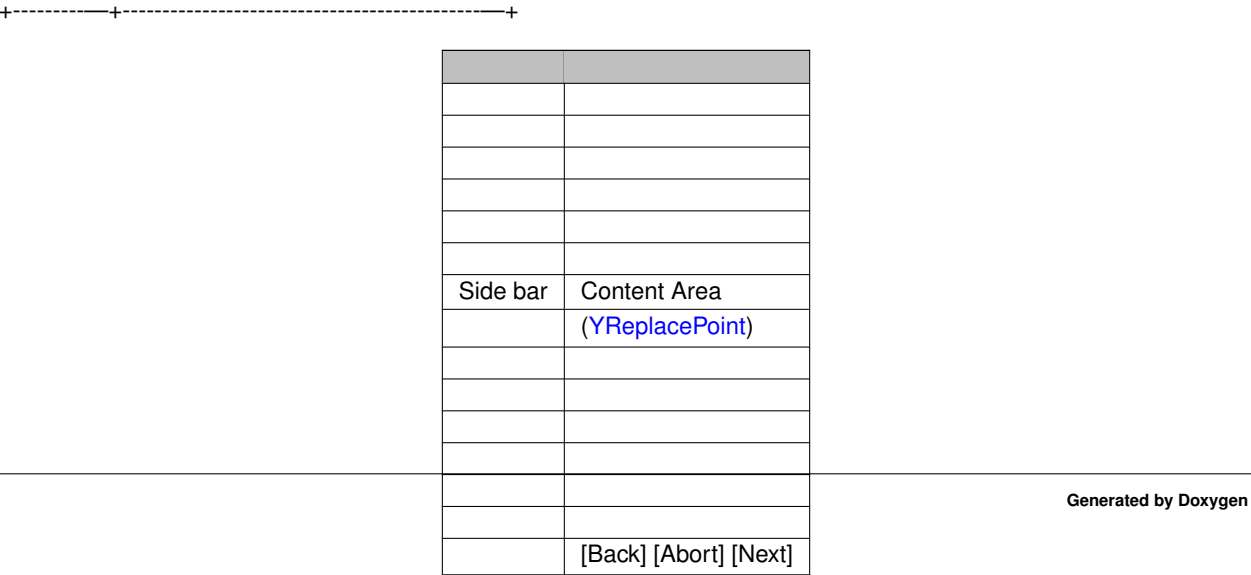 +---------—+---------------------------------------------—+
Side bar Content Area
(YReplacePoint)
Generated by Doxygen
[Back] [Abort] [Next]